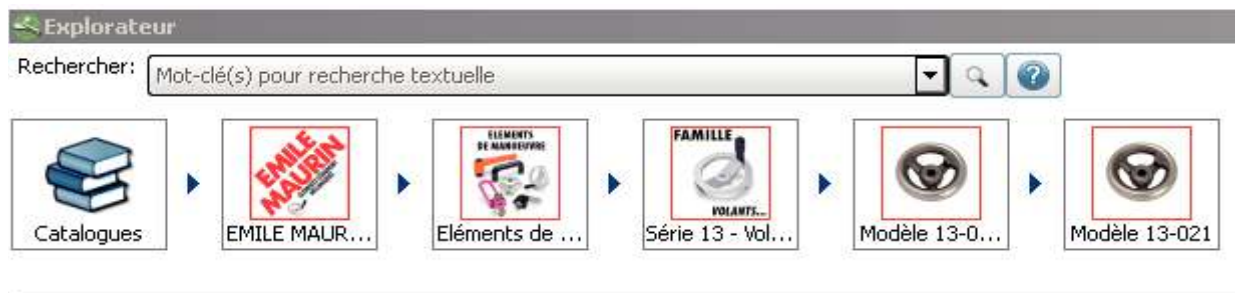 Explorateur
Rechercher: Mot-clé(s) pour recherche textuelle
?
EMILE
MAURIN
ELEMENTS
DE MANOEUVRE
FAMILLE
VOLANTS...
Catalogues
EMILE MAUR...
Eléments de ...
Série 13 - Vol...
Modèle 13-0...
Modèle 13-021